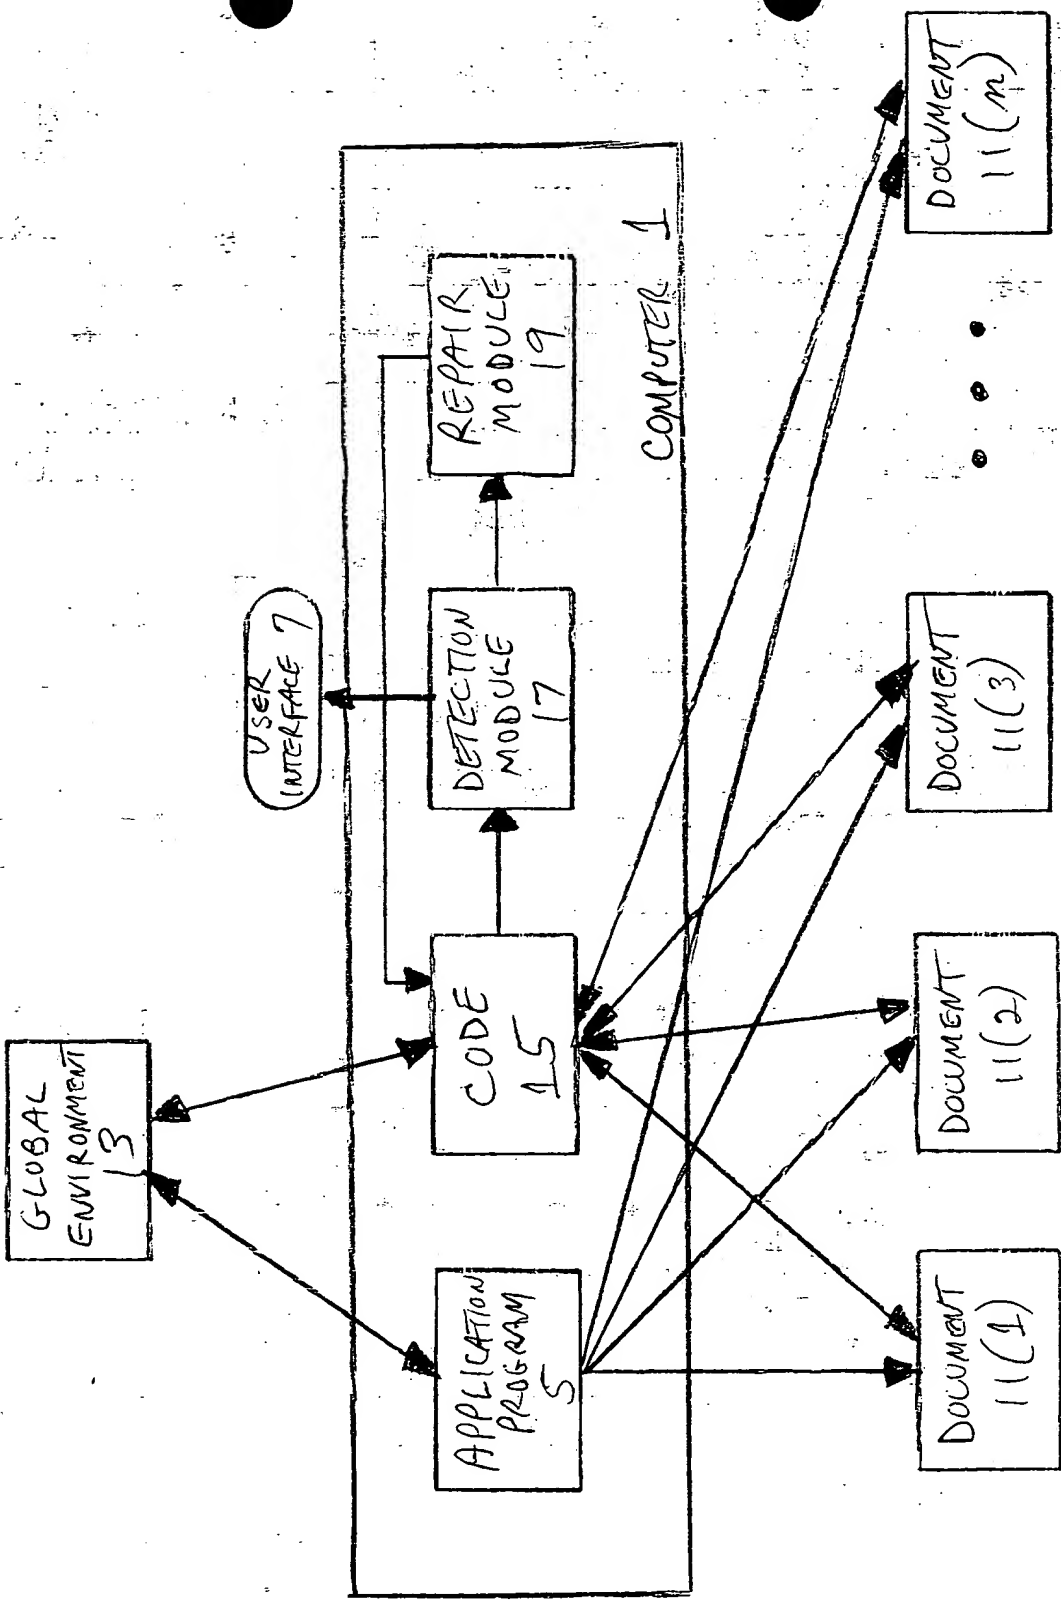 GLOBAL
ENVIRONMENT
13
USER
INTERFACE 7
APPLICATION
PROGRAM
5
CODE
15
DETECTION
MODULE
17
REPAIR
MODULE
19
COMPUTER 1
DOCUMENT
11(1)
DOCUMENT
11(2)
DOCUMENT
11(3)
DOCUMENT
11(n)